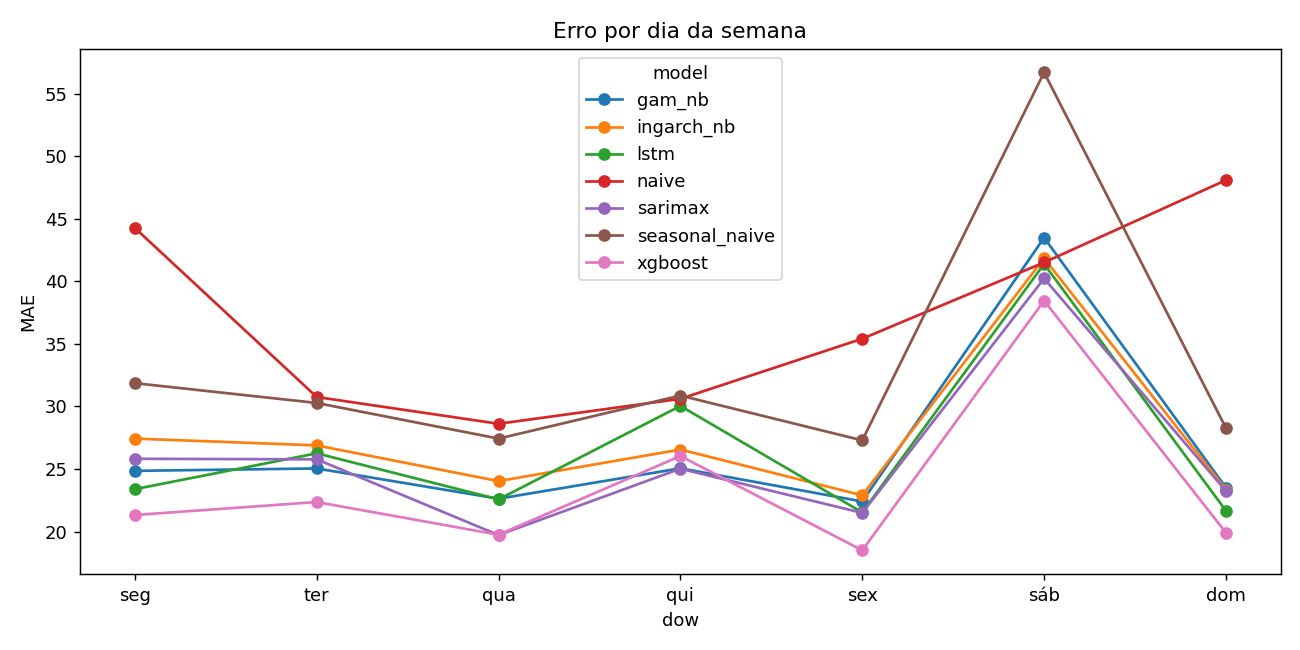 Erro por dia da semana
model
gam_nb
ingarch_nb
lstm
naive
sarimax
seasonal_naive
xgboost
MAE
55
50
45
40
35
30
25
20
seg ter qua qui sex sáb dom
dow